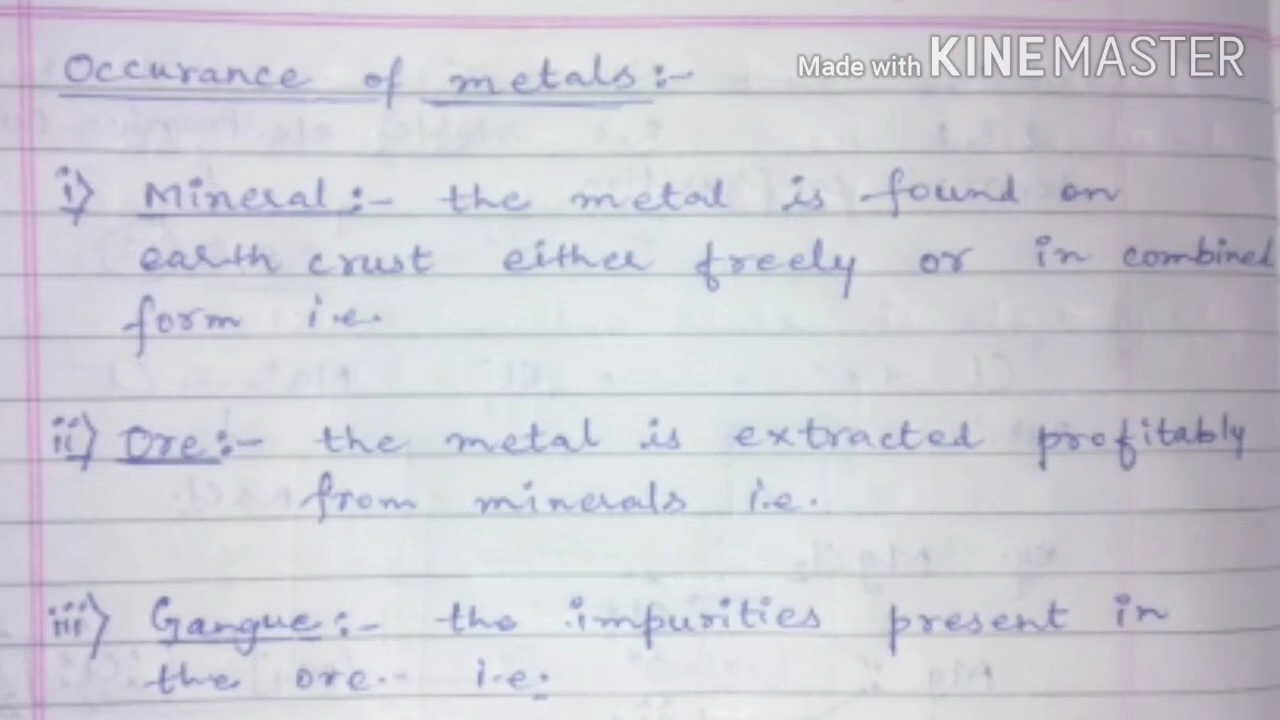 Made with KINEMASTER
Occurance of metals:-
i) Mineral:- the metal is found on
earth crust either freely or in combined
form i.e.
ii) Ore:- the metal is extracted profitably
from minerals i.e.
iii) Gangue:- the impurities present in
the ore. i.e.